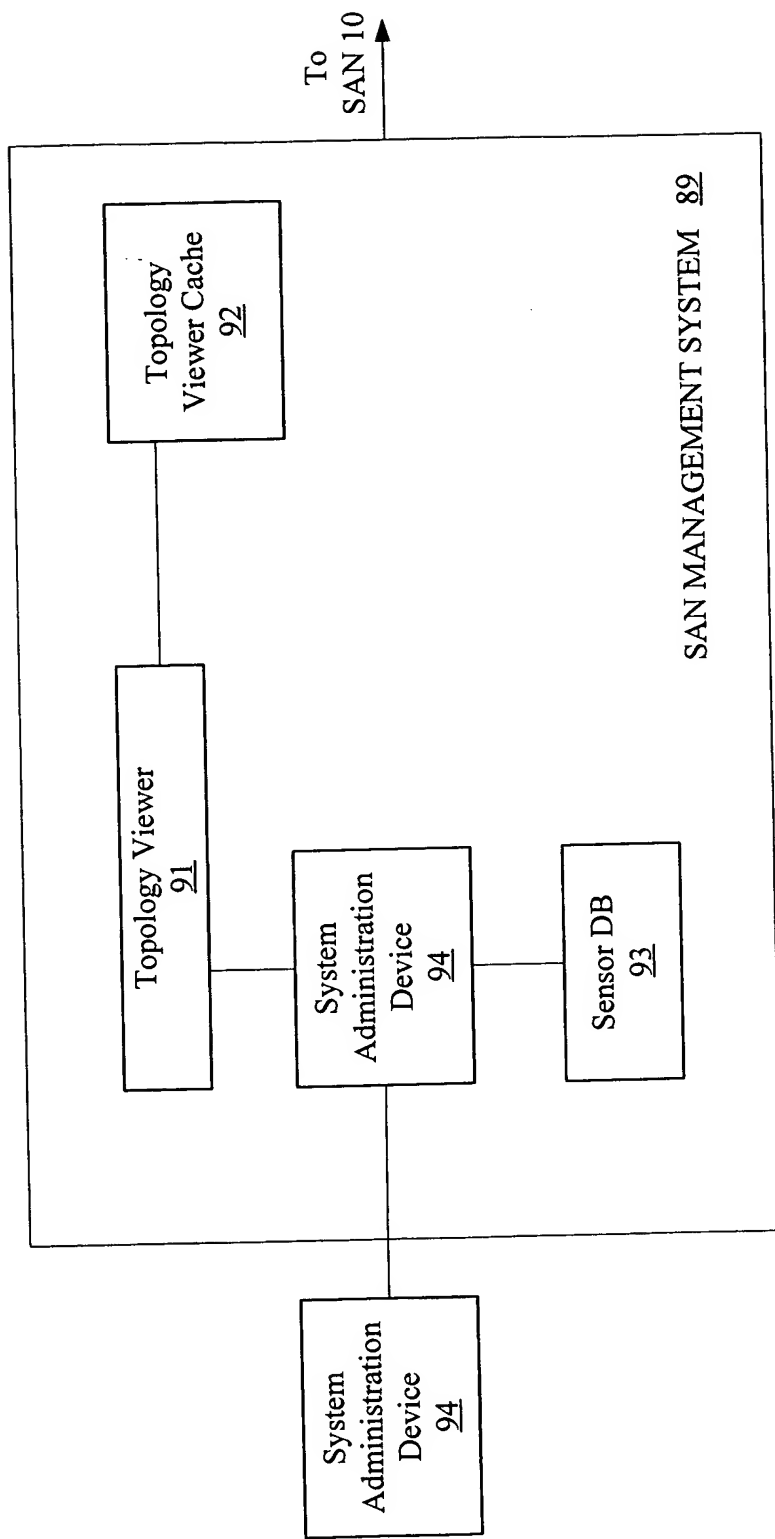 To
SAN 10
Topology
Viewer Cache
92
Topology Viewer
91
System
Administration
Device
94
Sensor DB
93
SAN MANAGEMENT SYSTEM 89
System
Administration
Device
94